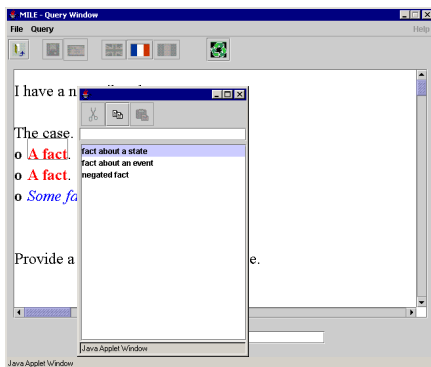 MILE - Query Window
File Query Help
I have a n
The case.
o A fact.
o A fact.
o Some fa
Provide a e.
fact about a state
fact about an event
negated fact
Java Applet Window
Java Applet Window